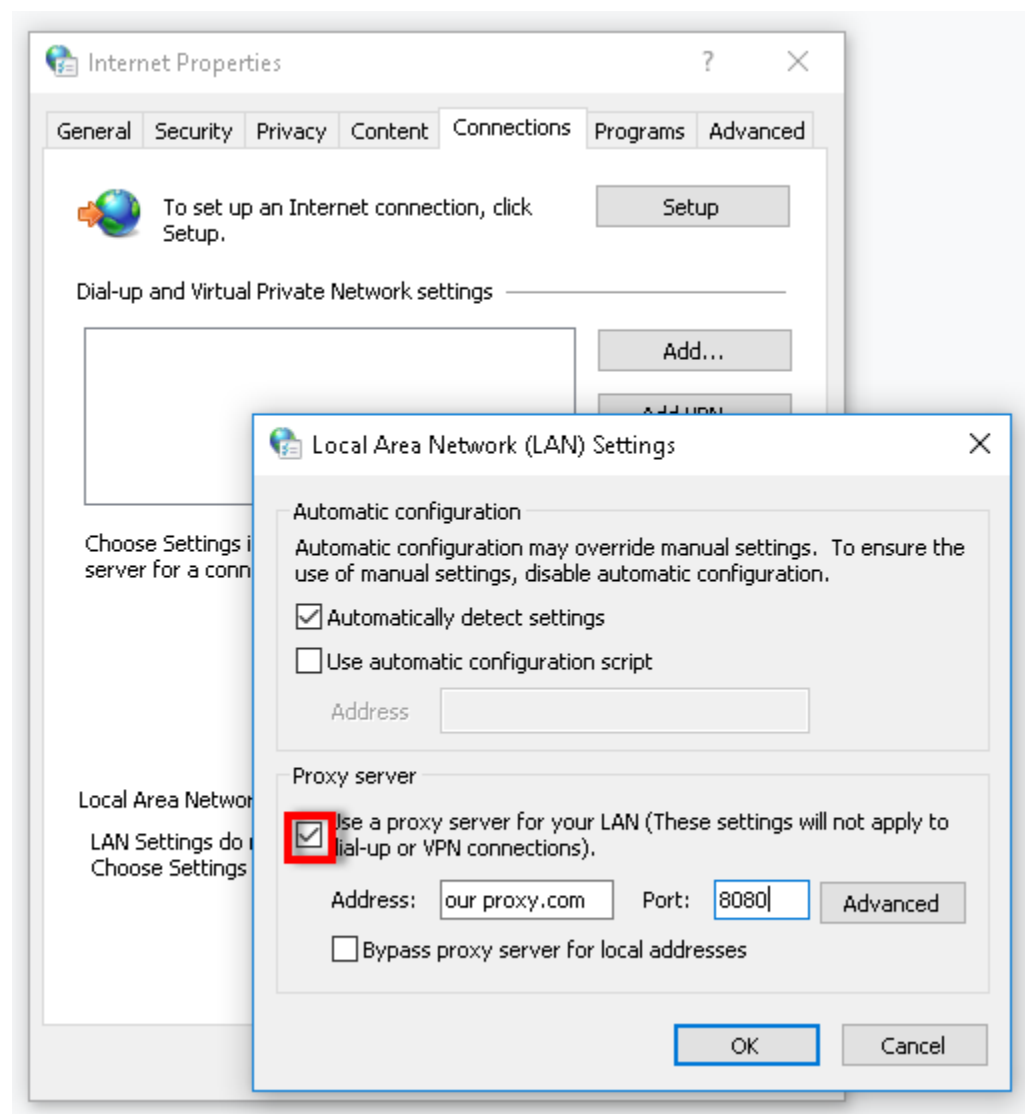 Internet Properties
General Security Privacy Content Connections Programs Advanced
To set up an Internet connection, click
Setup.
Setup
Dial-up and Virtual Private Network settings
Add...
Local Area Network (LAN) Settings
Automatic configuration
Automatic configuration may override manual settings. To ensure the
use of manual settings, disable automatic configuration.
Automatically detect settings
Use automatic configuration script
Address
Proxy server
Use a proxy server for your LAN (These settings will not apply to
dial-up or VPN connections).
Address: our proxy.com Port: 8080 Advanced
Bypass proxy server for local addresses
OK Cancel
Choose Settings
server for a conn
Local Area Networ
LAN Settings do
Choose Settings